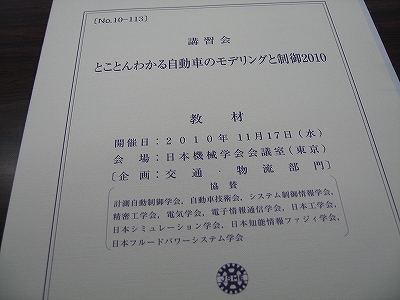 〔No.10-113〕
講習会
とことんわかる自動車のモデリングと制御2010
教材
開催日：２０１０年 11月17日（水）
会 場：日本機械学会会議室（東京）
〔企画：交通・物流部門〕
協賛
計測自動制御学会，自動車技術会，システム制御情報学会，
精密工学会，電気学会，電子情報通信学会，日本工学会，
日本シミュレーション学会，日本知能情報ファジィ学会，
日本フルードパワーシステム学会